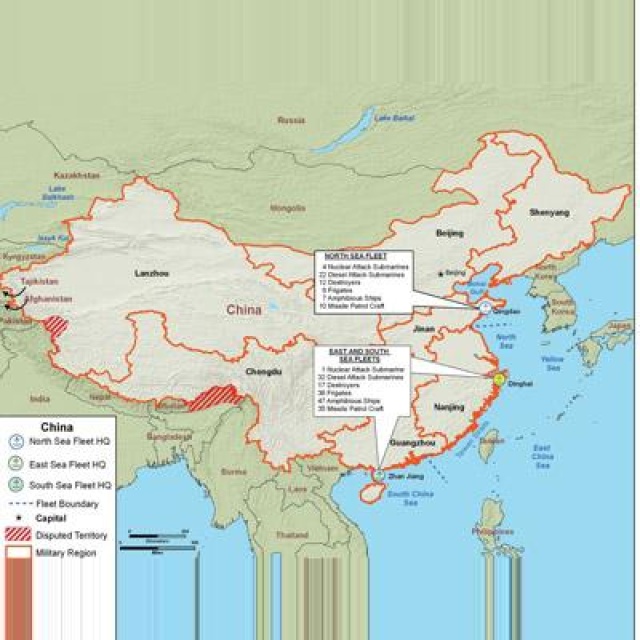 Russia
Lake Baikal
Kazakhstan
Lake
Balkhash
Mongolia
Shenyang
Beijing
Issyk Kul
Kyrgyzstan
Lanzhou
Tajikistan
Afghanistan
Pakistan
China
NORTH SEA FLEET
4 Nuclear Attack Submarines
22 Diesel Attack Submarines
12 Destroyers
9 Frigates
7 Amphibious Ships
10 Missile Patrol Craft
Beijing
North
Korea
South
Korea
Japan
Qingdao
Jinan
North
Sea
Yellow
Sea
EAST AND SOUTH
SEA FLEETS
1 Nuclear Attack Submarine
32 Diesel Attack Submarines
17 Destroyers
36 Frigates
47 Amphibious Ships
35 Missile Patrol Craft
Chengdu
Dinghai
India
Nepal
Bhutan
Bangladesh
Nanjing
Guangzhou
Taiwan
East
China
Sea
Burma
Vietnam
Laos
Zhan Jiang
South China
Sea
Thailand
Philippines
China
North Sea Fleet HQ
East Sea Fleet HQ
South Sea Fleet HQ
Fleet Boundary
Capital
Disputed Territory
Military Region